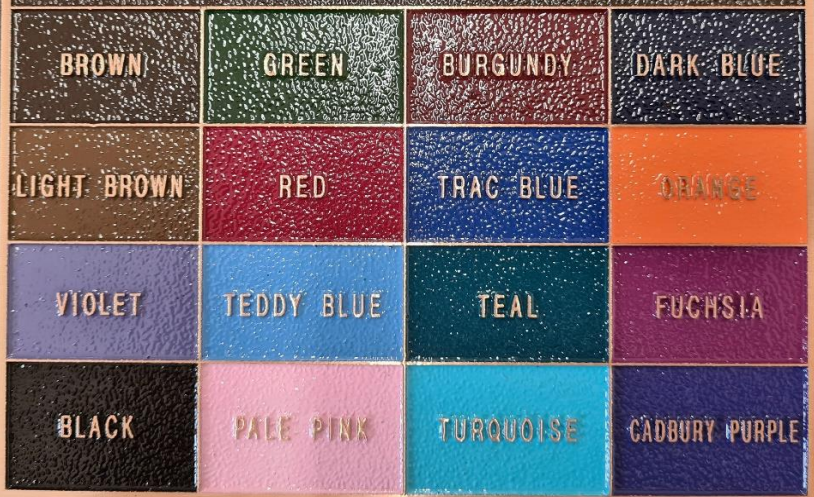 BROWN GREEN BURGUNDY DARK BLUE
LIGHT BROWN RED TRAC BLUE ORANGE
VIOLET TEDDY BLUE TEAL FUCHSIA
BLACK PALE PINK TURQUOISE CADBURY PURPLE